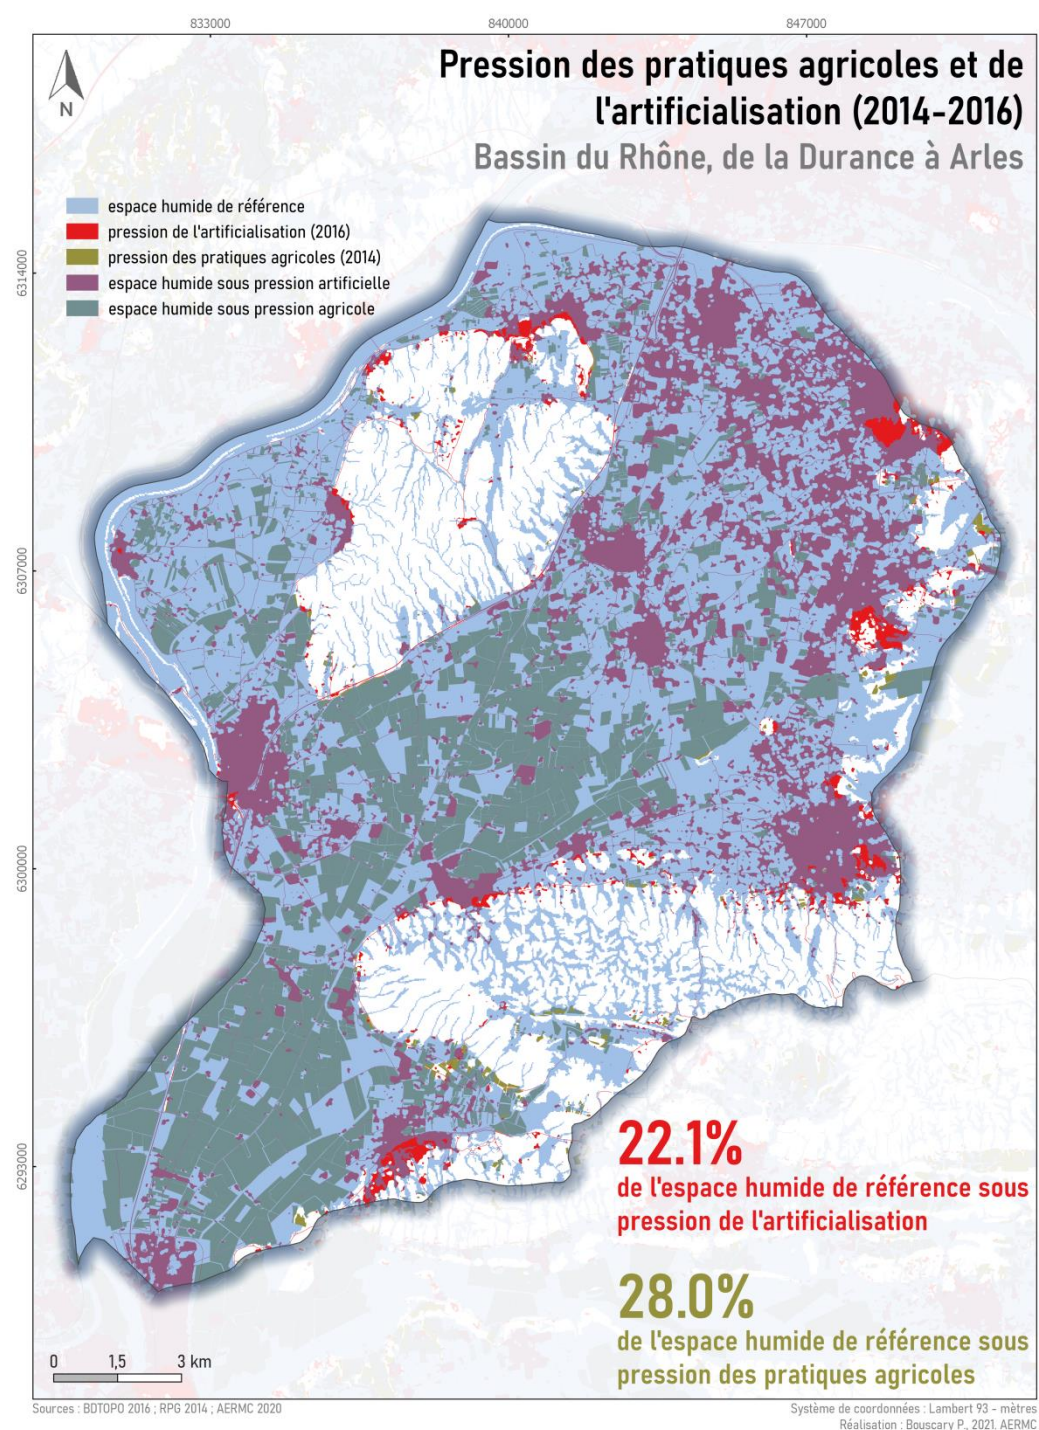 833000
840000
847000
Pression des pratiques agricoles et de
l'artificialisation (2014-2016)
Bassin du Rhône, de la Durance à Arles
N
espace humide de référence
pression de l'artificialisation (2016)
pression des pratiques agricoles (2014)
espace humide sous pression artificielle
espace humide sous pression agricole
6314000
6307000
6300000
6293000
22.1%
de l'espace humide de référence sous
pression de l'artificialisation
28.0%
de l'espace humide de référence sous
pression des pratiques agricoles
0 1,5 3 km
Sources : BDTOPO 2016 ; RPG 2014 ; AERMC 2020
Système de coordonnées : Lambert 93 - mètres
Réalisation : Bouscary P., 2021. AERMC